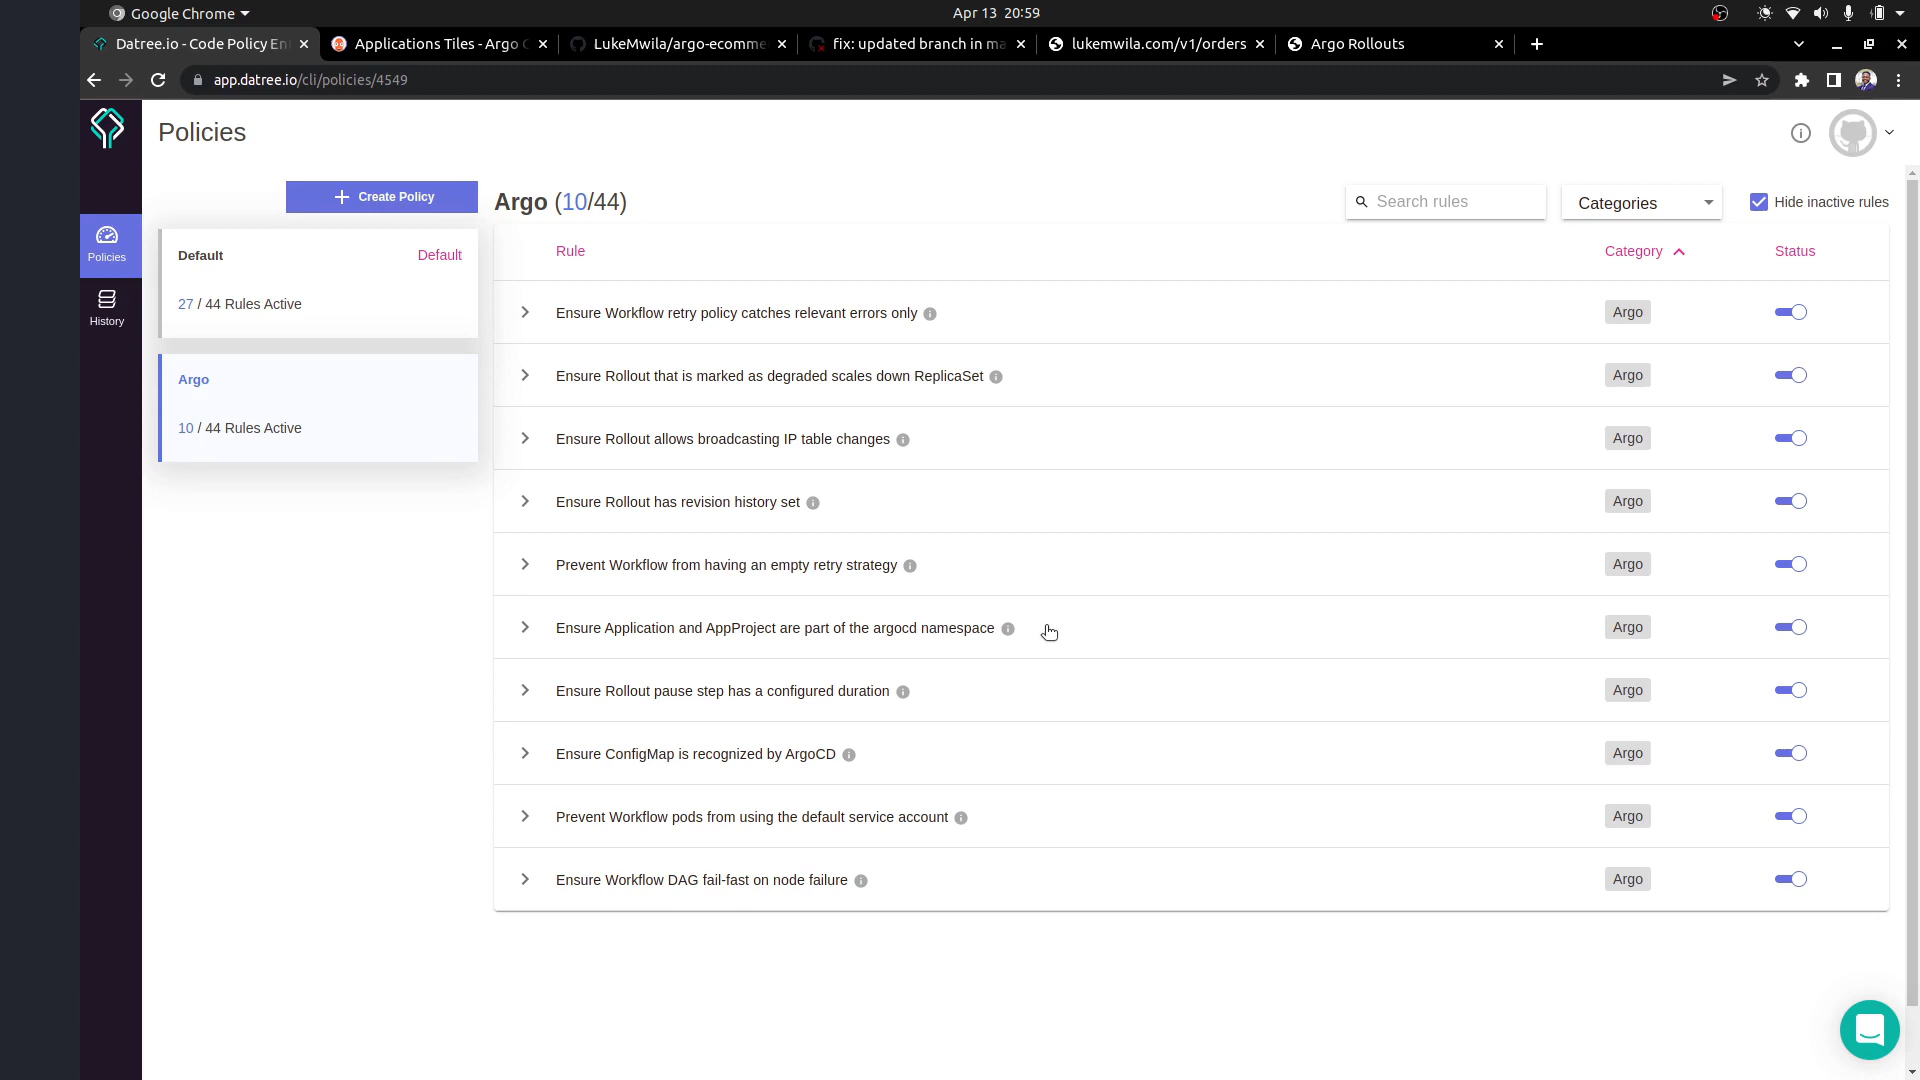 Google Chrome
Apr 13 20:59
Datree.io - Code Policy En
Applications Tiles - Argo C
LukeMwila/argo-ecomme
fix: updated branch in ma
lukemwila.com/v1/orders
Argo Rollouts
app.datree.io/cli/policies/4549
Policies
Create Policy
Argo (10/44)
Search rules
Categories
Hide inactive rules
Policies
History
Default
Default
27 / 44 Rules Active
Argo
10 / 44 Rules Active
Rule
Category
Status
Ensure Workflow retry policy catches relevant errors only
Argo
Ensure Rollout that is marked as degraded scales down ReplicaSet
Argo
Ensure Rollout allows broadcasting IP table changes
Argo
Ensure Rollout has revision history set
Argo
Prevent Workflow from having an empty retry strategy
Argo
Ensure Application and AppProject are part of the argocd namespace
Argo
Ensure Rollout pause step has a configured duration
Argo
Ensure ConfigMap is recognized by ArgoCD
Argo
Prevent Workflow pods from using the default service account
Argo
Ensure Workflow DAG fail-fast on node failure
Argo